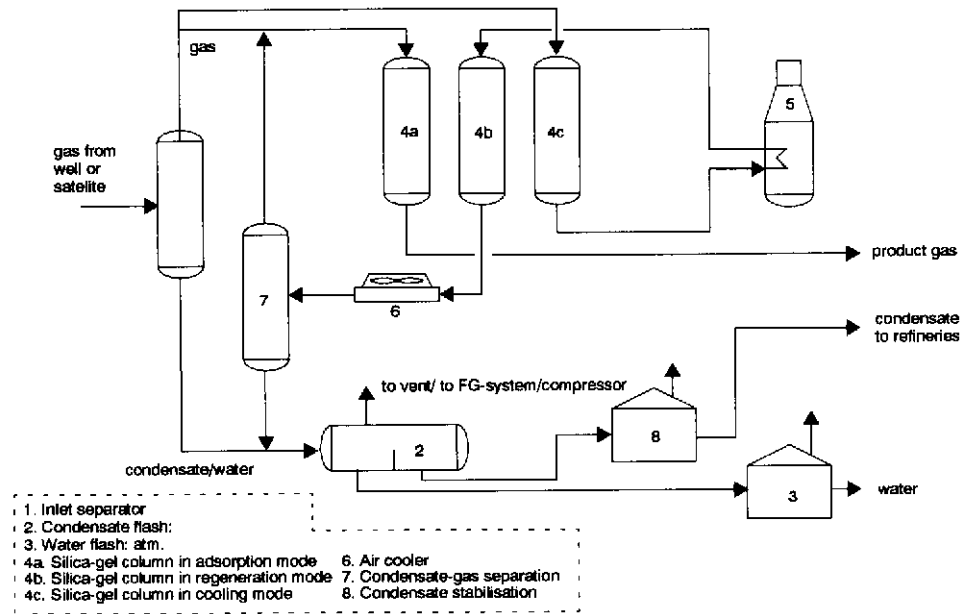 gas
4a
4b
4c
5
gas from
well or
satelite
7
6
product gas
condensate
to refineries
to vent/ to FG-system/compressor
2
8
3
condensate/water
water
1. Inlet separator
2. Condensate flash:
3. Water flash: atm.
4a. Silica-gel column in adsorption mode
4b. Silica-gel column in regeneration mode
4c. Silica-gel column in cooling mode
6. Air cooler
7. Condensate-gas separation
8. Condensate stabilisation